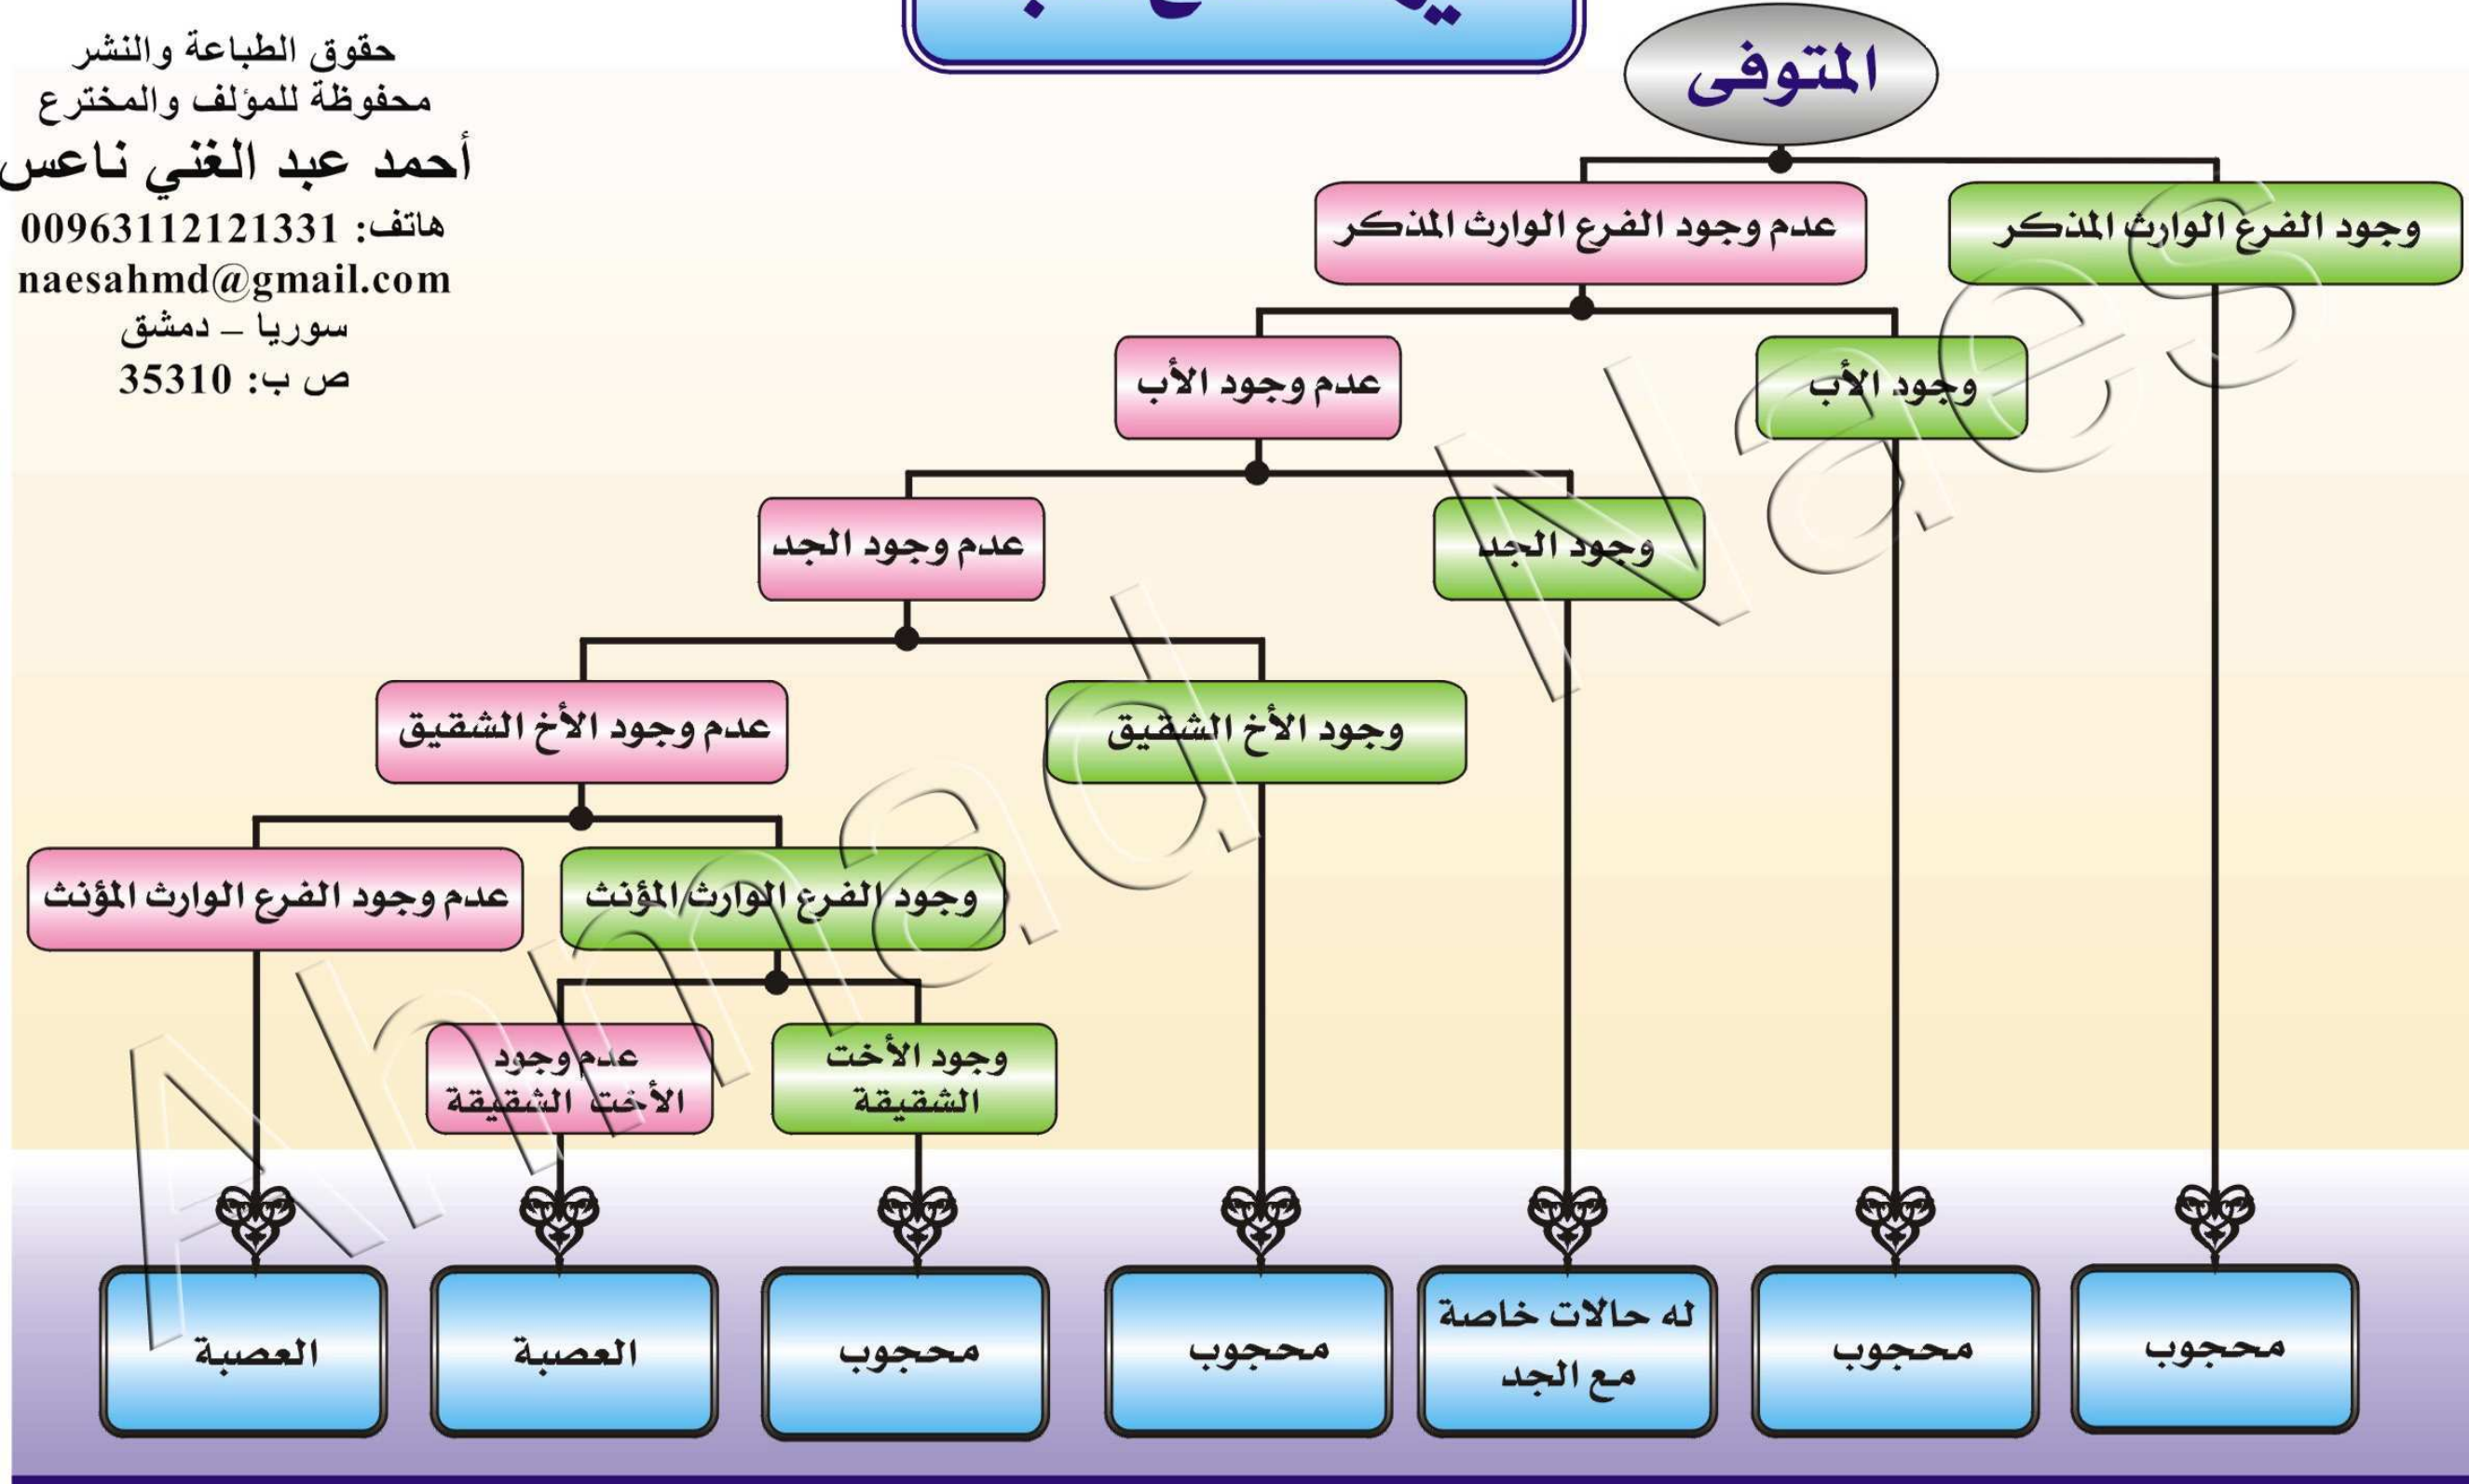 حقوق الطباعة والنشر
محفوظة للمؤلف والمخترع
أحمد عبد الغني ناعس
هاتف: 00963112121331
naesahmd@gmail.com
سوريا – دمشق
ص ب: 35310
المتوفى
وجود الفرع الوارث المذكر
عدم وجود الفرع الوارث المذكر
وجود الأب
عدم وجود الأب
وجود الجد
عدم وجود الجد
وجود الأخ الشقيق
عدم وجود الأخ الشقيق
وجود الفرع الوارث المؤنث
عدم وجود الفرع الوارث المؤنث
وجود الأخت
الشقيقة
عدم وجود
الأخت الشقيقة
محجوب
محجوب
له حالات خاصة
مع الجد
محجوب
محجوب
العصبة
العصبة
Ahmad Naes